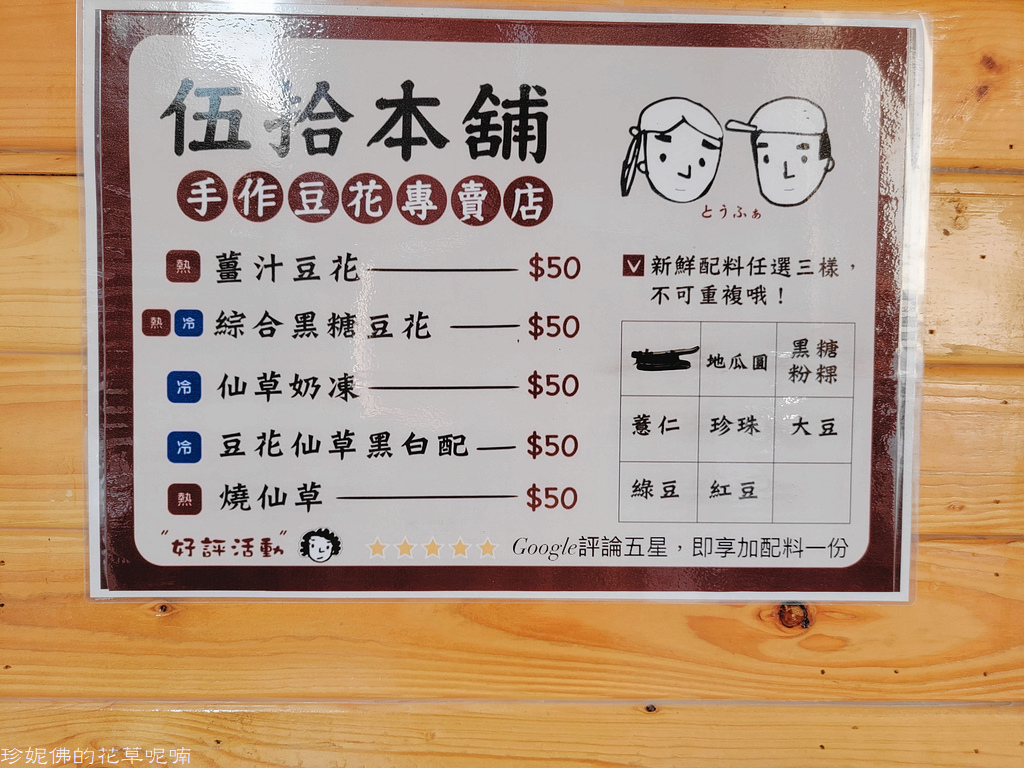 伍拾本舖
手作豆花專賣店
とうふぁ
熱 薑汁豆花 $50
熱 冷 綜合黑糖豆花 $50
冷 仙草奶凍 $50
冷 豆花仙草黑白配 $50
熱 燒仙草 $50
新鮮配料任選三樣，
不可重複哦！
地瓜圓 黑糖粉粿
薏仁 珍珠 大豆
綠豆 紅豆
"好評活動" Google評論五星，即享加配料一份
珍妮佛的花草呢喃